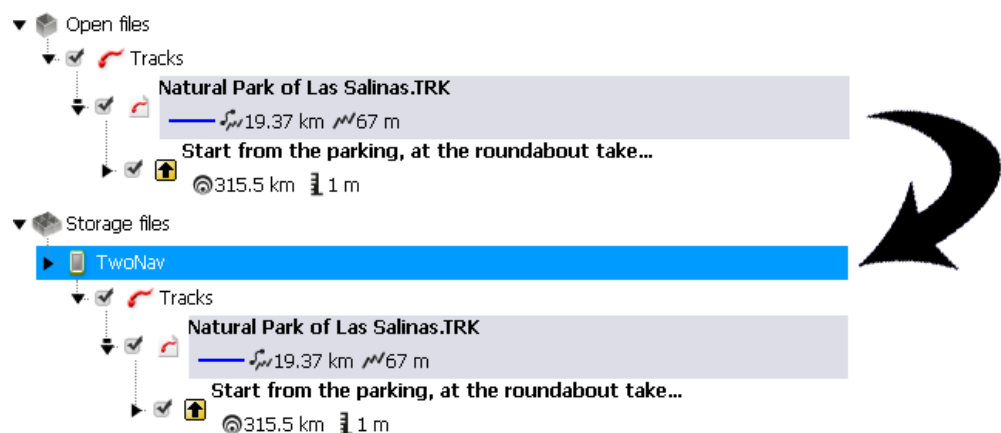 Open files
Tracks
Natural Park of Las Salinas.TRK
19.37 km 67 m
Start from the parking, at the roundabout take...
315.5 km 1 m
Storage files
TwoNav
Tracks
Natural Park of Las Salinas.TRK
19.37 km 67 m
Start from the parking, at the roundabout take...
315.5 km 1 m